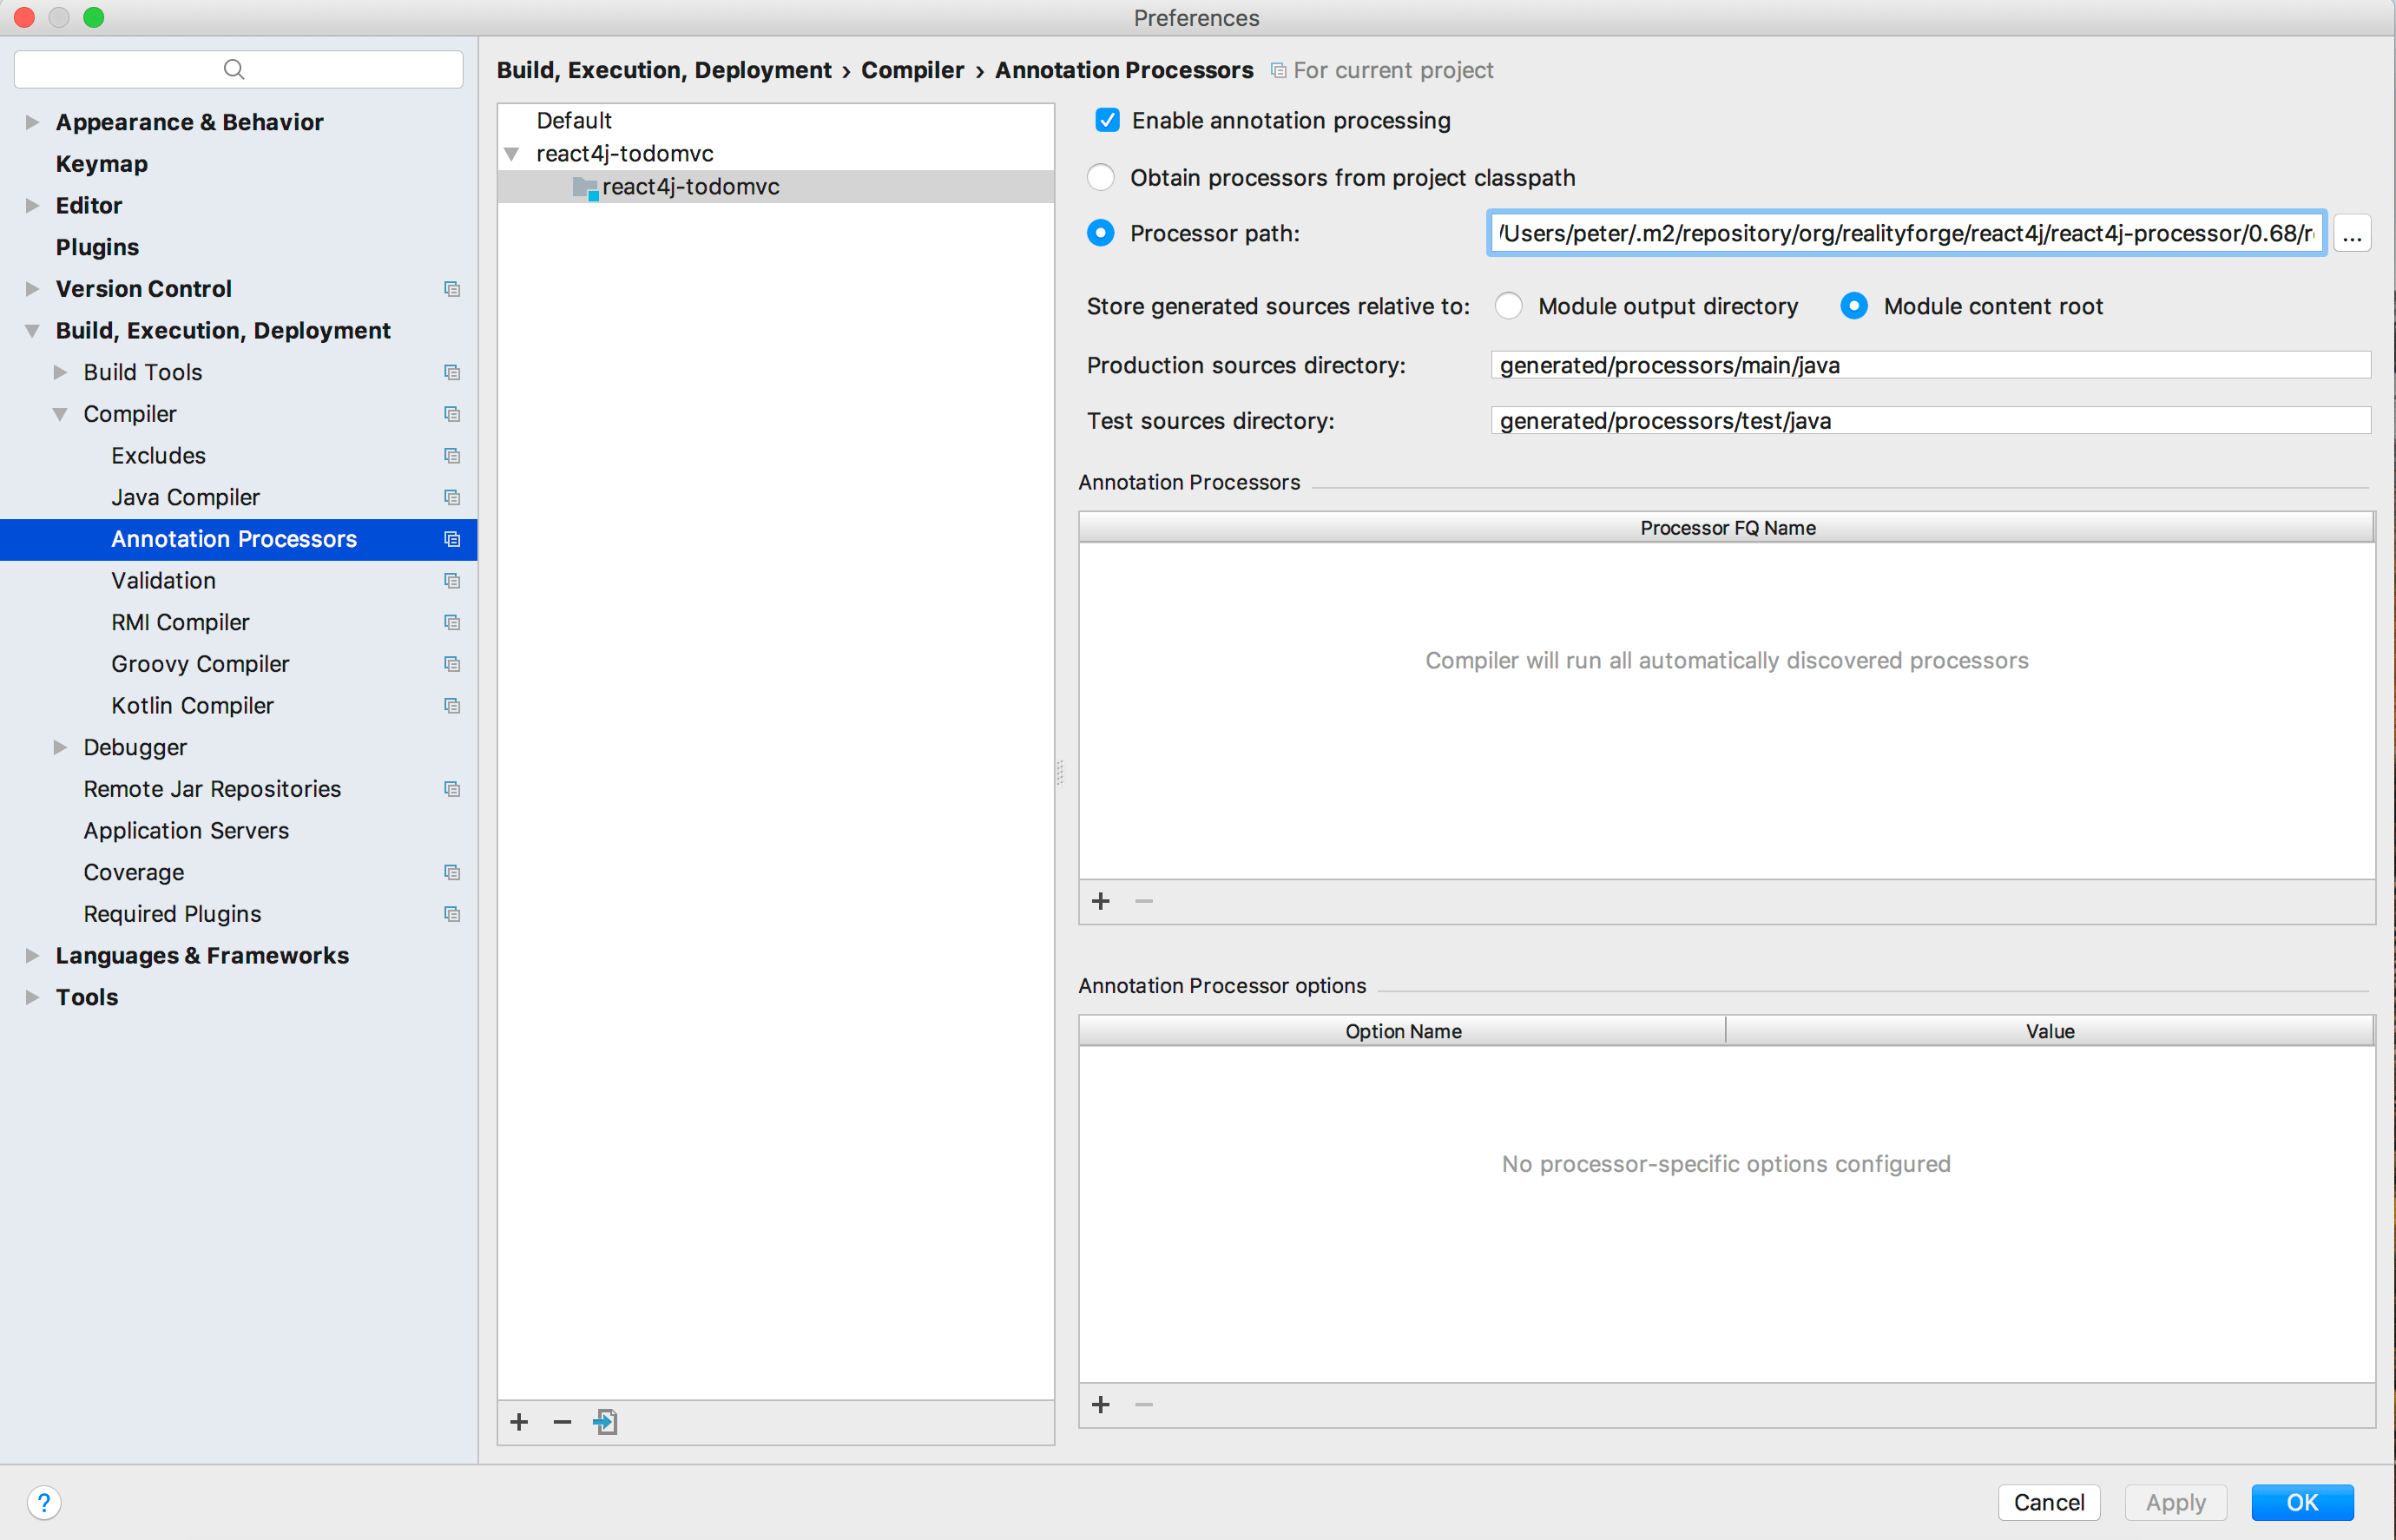 Preferences
Build, Execution, Deployment › Compiler › Annotation Processors For current project
Appearance & Behavior
Keymap
Editor
Plugins
Version Control
Build, Execution, Deployment
Build Tools
Compiler
Excludes
Java Compiler
Annotation Processors
Validation
RMI Compiler
Groovy Compiler
Kotlin Compiler
Debugger
Remote Jar Repositories
Application Servers
Coverage
Required Plugins
Languages & Frameworks
Tools
Default
react4j-todomvc
react4j-todomvc
Enable annotation processing
Obtain processors from project classpath
Processor path: /Users/peter/.m2/repository/org/realityforge/react4j/react4j-processor/0.68/r ...
Store generated sources relative to: Module output directory Module content root
Production sources directory: generated/processors/main/java
Test sources directory: generated/processors/test/java
Annotation Processors
Processor FQ Name
Compiler will run all automatically discovered processors
Annotation Processor options
Option Name Value
No processor-specific options configured
? Cancel Apply OK